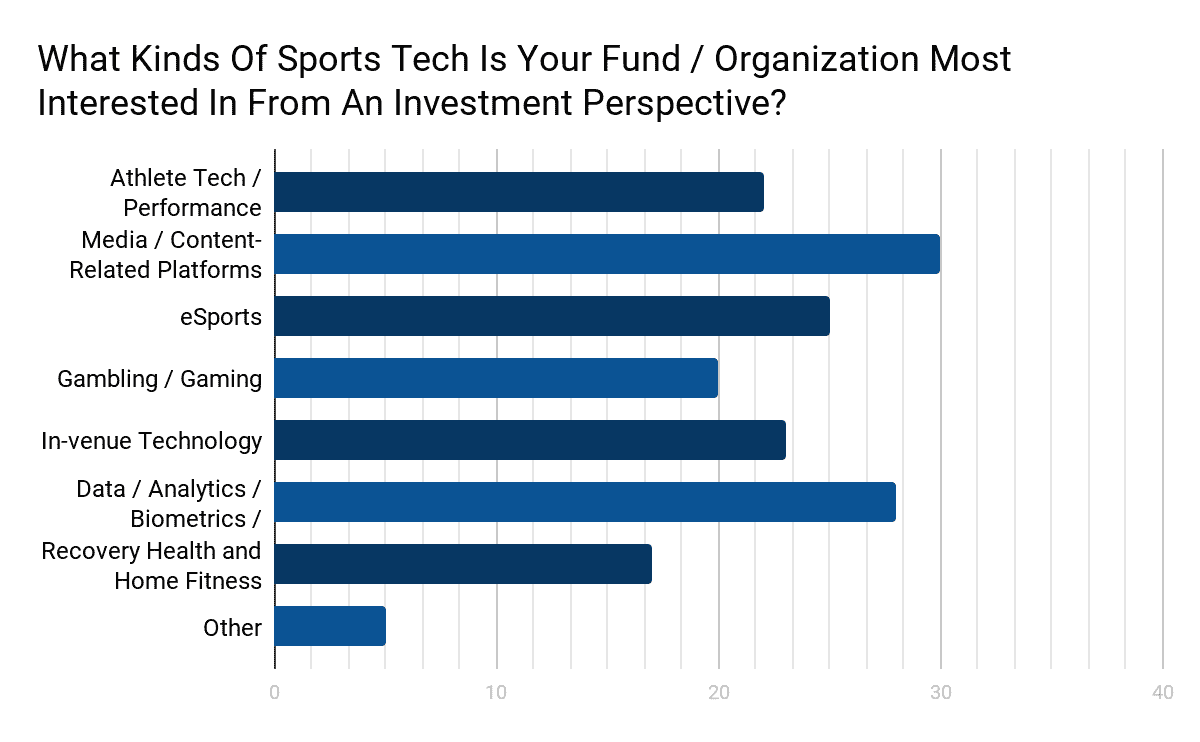 What Kinds Of Sports Tech Is Your Fund / Organization Most
Interested In From An Investment Perspective?
Athlete Tech /
Performance
Media / Content-
Related Platforms
eSports
Gambling / Gaming
In-venue Technology
Data / Analytics /
Biometrics /
Recovery Health and
Home Fitness
Other
0 10 20 30 40